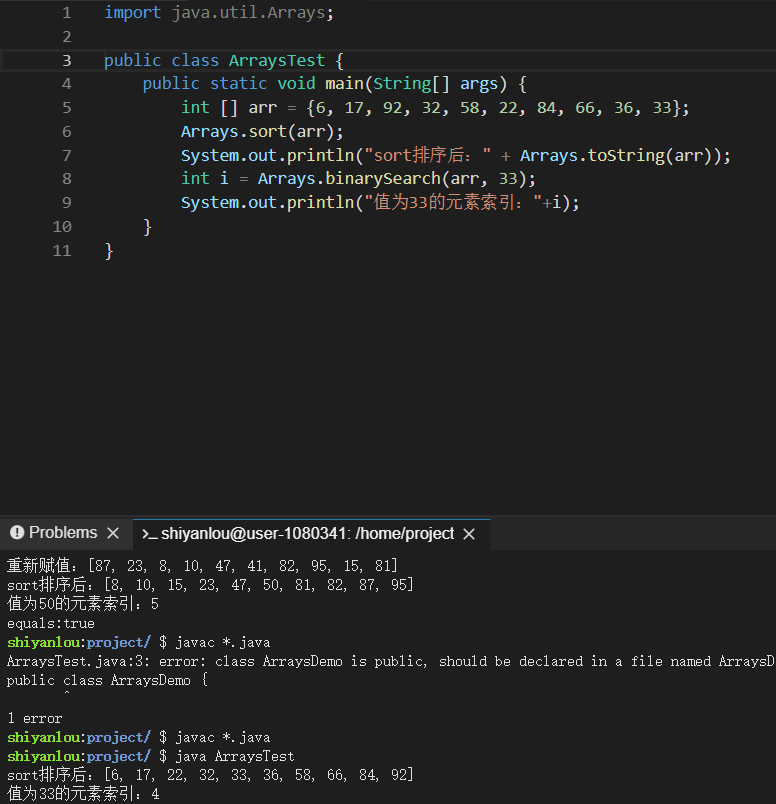 1 import java.util.Arrays;
2
3 public class ArraysTest {
4 public static void main(String[] args) {
5 int [] arr = {6, 17, 92, 32, 58, 22, 84, 66, 36, 33};
6 Arrays.sort(arr);
7 System.out.println("sort排序后：" + Arrays.toString(arr));
8 int i = Arrays.binarySearch(arr, 33);
9 System.out.println("值为33的元素索引："+i);
10 }
11 }
Problems × >_ shiyanlou@user-1080341: /home/project ×
重新赋值：[87, 23, 8, 10, 47, 41, 82, 95, 15, 81]
sort排序后：[8, 10, 15, 23, 47, 50, 81, 82, 87, 95]
值为50的元素索引：5
equals:true
shiyanlou:project/ $ javac *.java
ArraysTest.java:3: error: class ArraysDemo is public, should be declared in a file named ArraysD
public class ArraysDemo {
^
1 error
shiyanlou:project/ $ javac *.java
shiyanlou:project/ $ java ArraysTest
sort排序后：[6, 17, 22, 32, 33, 36, 58, 66, 84, 92]
值为33的元素索引：4